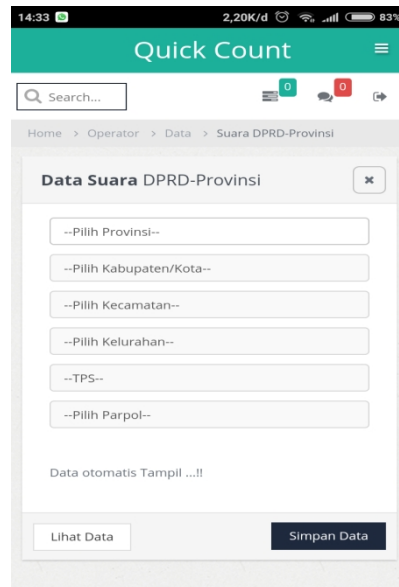 14:33 2,20K/d 83%
Quick Count
Search... 0 0
Home > Operator > Data > Suara DPRD-Provinsi
Data Suara DPRD-Provinsi
--Pilih Provinsi--
--Pilih Kabupaten/Kota--
--Pilih Kecamatan--
--Pilih Kelurahan--
--TPS--
--Pilih Parpol--
Data otomatis Tampil ...!!
Lihat Data Simpan Data